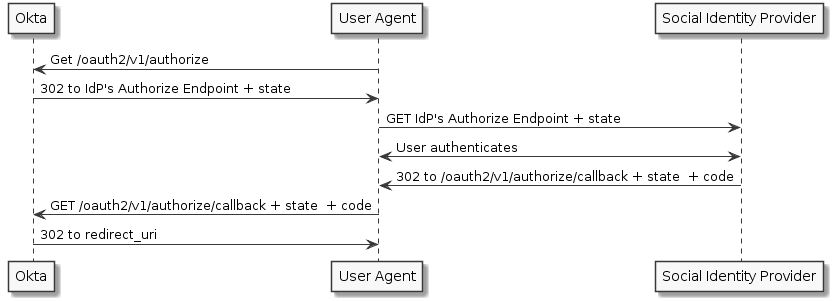 Okta
User Agent
Social Identity Provider
Get /oauth2/v1/authorize
302 to IdP's Authorize Endpoint + state
GET IdP's Authorize Endpoint + state
User authenticates
302 to /oauth2/v1/authorize/callback + state  + code
GET /oauth2/v1/authorize/callback + state  + code
302 to redirect_uri
Okta
User Agent
Social Identity Provider